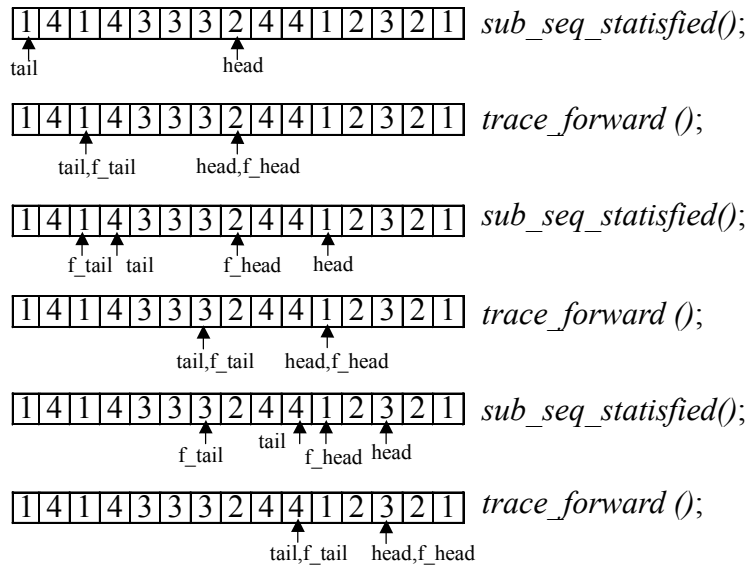 1 4 1 4 3 3 3 2 4 4 1 2 3 2 1 sub_seq_statisfied();
tail head
1 4 1 4 3 3 3 2 4 4 1 2 3 2 1 trace_forward ();
tail,f_tail head,f_head
1 4 1 4 3 3 3 2 4 4 1 2 3 2 1 sub_seq_statisfied();
f_tail tail f_head head
1 4 1 4 3 3 3 2 4 4 1 2 3 2 1 trace_forward ();
tail,f_tail head,f_head
1 4 1 4 3 3 3 2 4 4 1 2 3 2 1 sub_seq_statisfied();
f_tail tail f_head head
1 4 1 4 3 3 3 2 4 4 1 2 3 2 1 trace_forward ();
tail,f_tail head,f_head